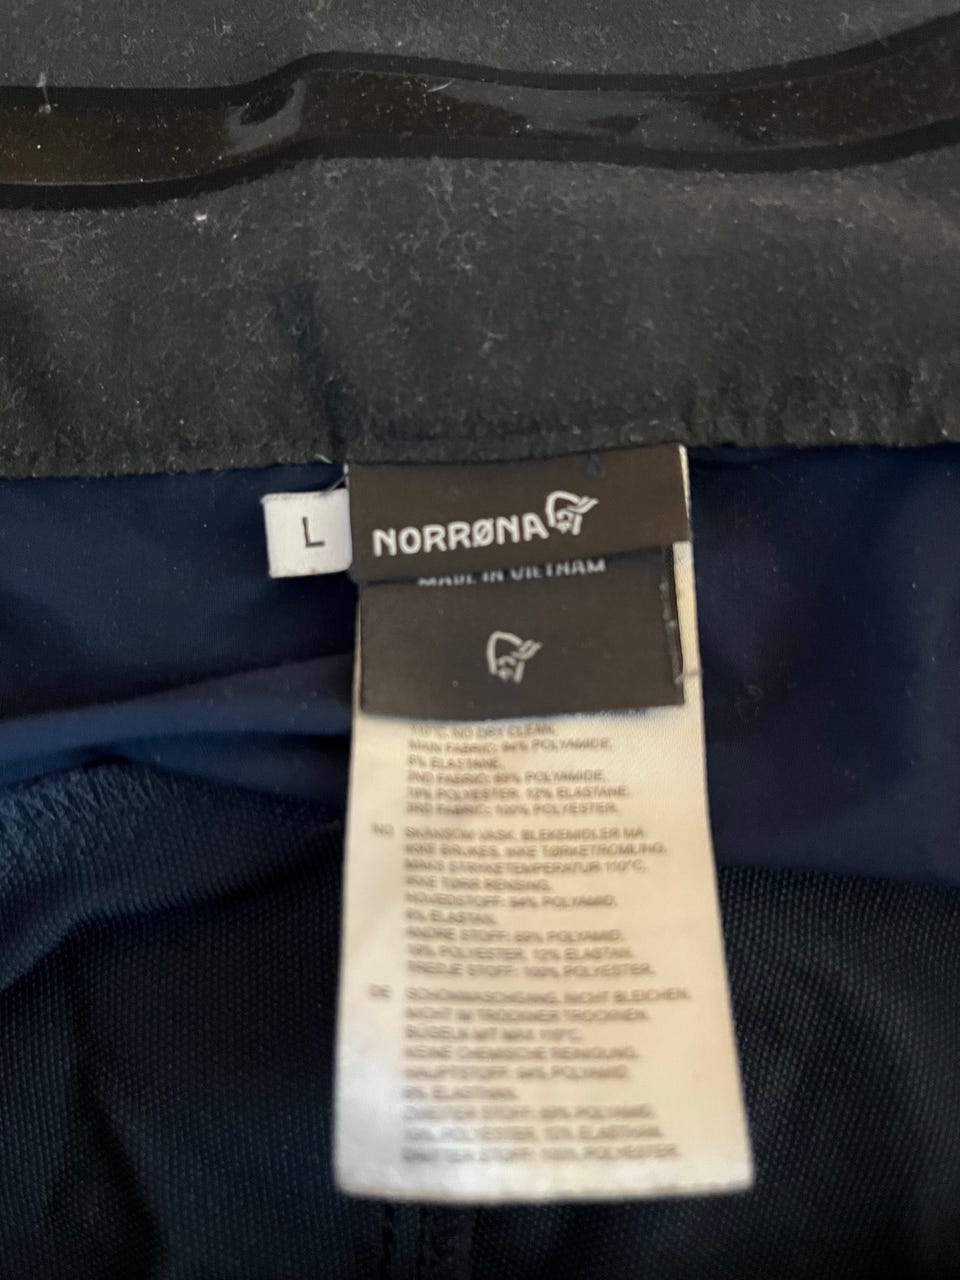 L
NORRØNA
MADE IN VIETNAM
110°C. NO DRY CLEAN.
MAIN FABRIC: 94% POLYAMIDE,
6% ELASTANE.
2ND FABRIC: 69% POLYAMIDE,
19% POLYESTER, 12% ELASTANE.
3RD FABRIC: 100% POLYESTER.
NO SKÅNSOM VASK. BLEKEMIDLER MÅ
IKKE BRUKES. IKKE TØRKETROMLING.
MAKS STRYKETEMPERATUR 110°C.
IKKE TØRR RENSING.
HOVEDSTOFF: 94% POLYAMID,
6% ELASTAN.
ANDRE STOFF: 69% POLYAMID,
19% POLYESTER, 12% ELASTAN.
TREDJE STOFF: 100% POLYESTER.
DE SCHONWASCHGANG. NICHT BLEICHEN.
NICHT IM TROCKNER TROCKNEN.
BÜGELN MIT MAX 110°C.
KEINE CHEMISCHE REINIGUNG.
HAUPTSTOFF: 94% POLYAMID
6% ELASTHAN.
ZWEITER STOFF: 69% POLYAMID,
19% POLYESTER, 12% ELASTHAN.
DRITTER STOFF: 100% POLYESTER.